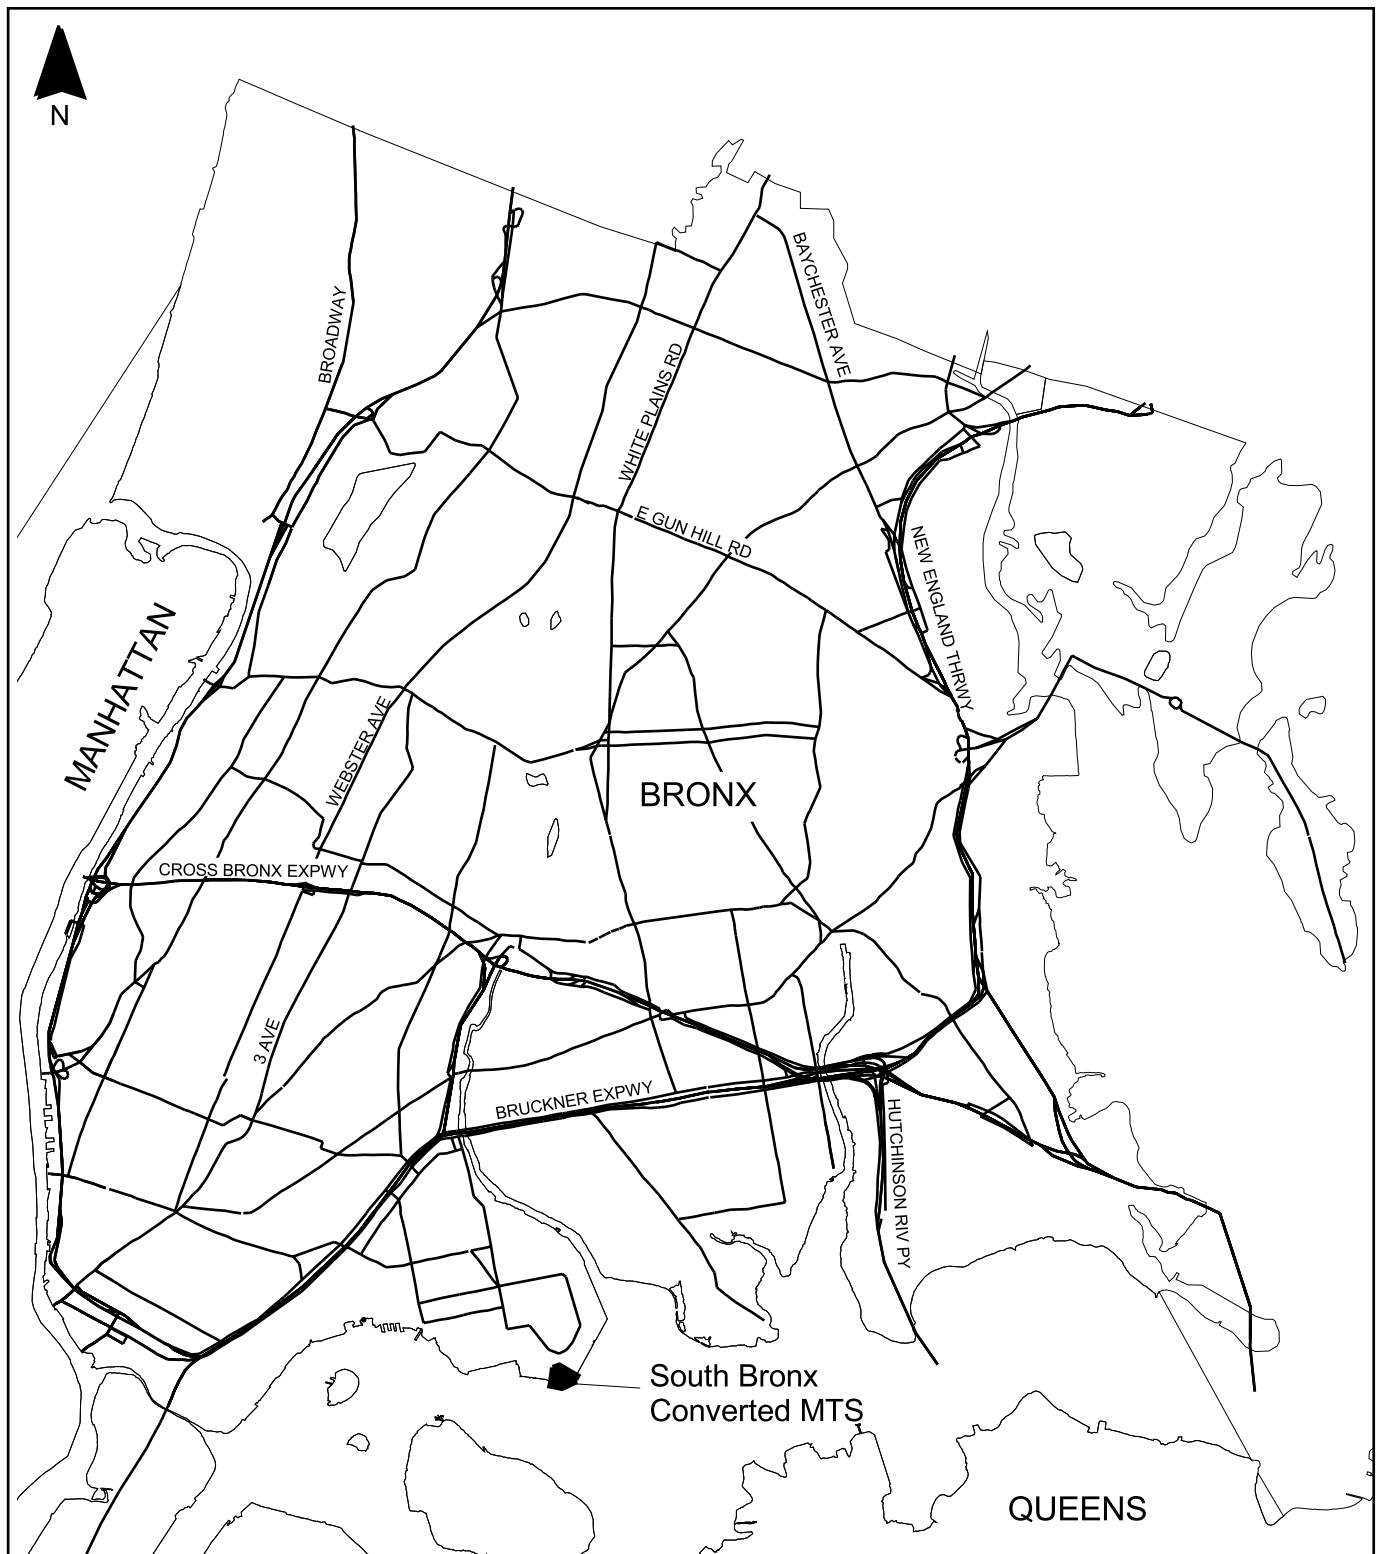 N
BROADWAY
BAYCHESTER AVE
WHITE PLAINS RD
E GUN HILL RD
NEW ENGLAND THRWY
MANHATTAN
WEBSTER AVE
BRONX
CROSS BRONX EXPWY
3 AVE
BRUCKNER EXPWY
HUTCHINSON RIV PY
South Bronx
Converted MTS
QUEENS